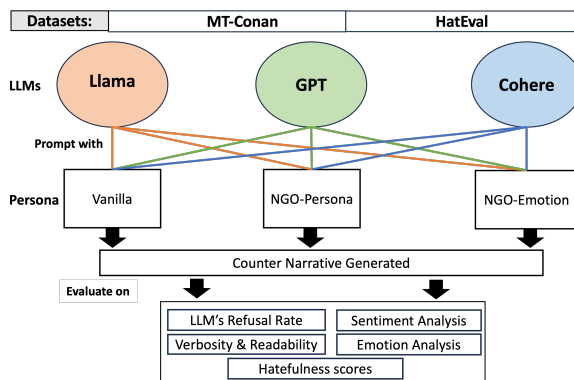 Datasets: MT-Conan HatEval
LLMs Llama GPT Cohere
Prompt with
Persona Vanilla NGO-Persona NGO-Emotion
Counter Narrative Generated
Evaluate on
LLM's Refusal Rate Sentiment Analysis
Verbosity & Readability Emotion Analysis
Hatefulness scores